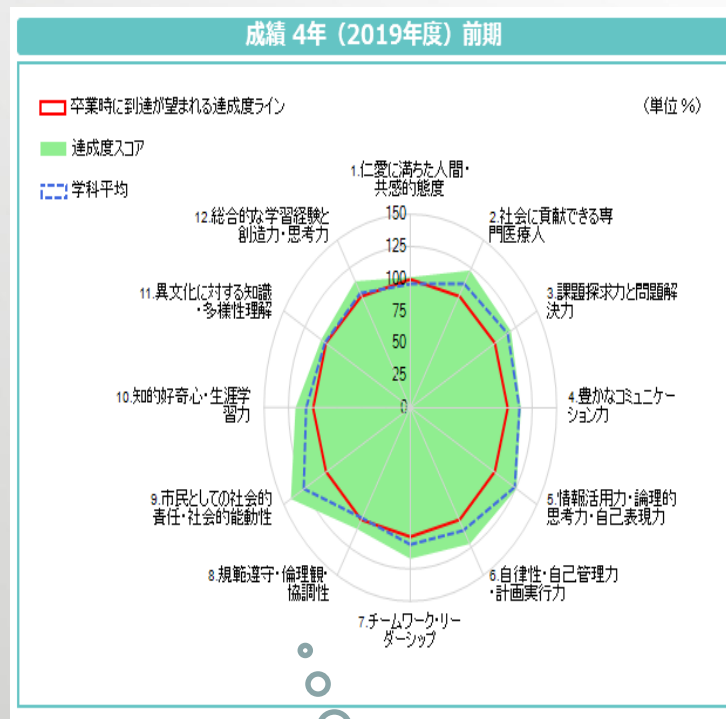 成績 4年（2019年度）前期
卒業時に到達が望まれる達成度ライン
（単位 %）
達成度スコア
学科平均
1.仁愛に満ちた人間・
共感的態度
2.社会に貢献できる専
門医療人
3.課題探求力と問題解
決力
4.豊かなコミュニケー
ション力
5.情報活用力・論理的
思考力・自己表現力
6.自律性・自己管理力
・計画実行力
7.チームワーク・リー
ダーシップ
8.規範遵守・倫理観・
協調性
9.市民としての社会的
責任・社会的能動性
10.知的好奇心・生涯学
習力
11.異文化に対する知識
・多様性理解
12.総合的な学習経験と
創造力・思考力
150
125
100
75
50
25
0